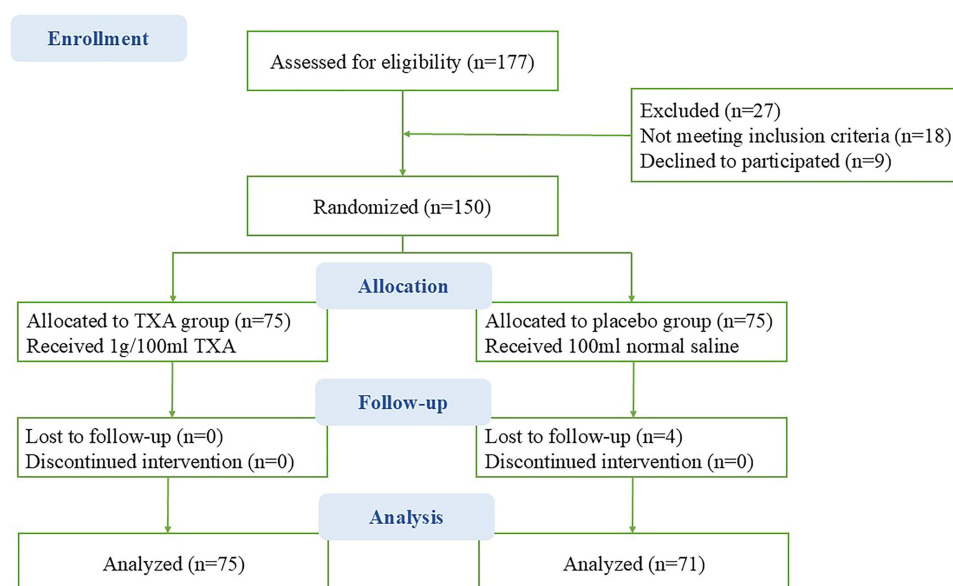 Enrollment
Assessed for eligibility (n=177)
Excluded (n=27)
Not meeting inclusion criteria (n=18)
Declined to participated (n=9)
Randomized (n=150)
Allocation
Allocated to TXA group (n=75)
Received 1g/100ml TXA
Allocated to placebo group (n=75)
Received 100ml normal saline
Follow-up
Lost to follow-up (n=0)
Discontinued intervention (n=0)
Lost to follow-up (n=4)
Discontinued intervention (n=0)
Analysis
Analyzed (n=75)
Analyzed (n=71)